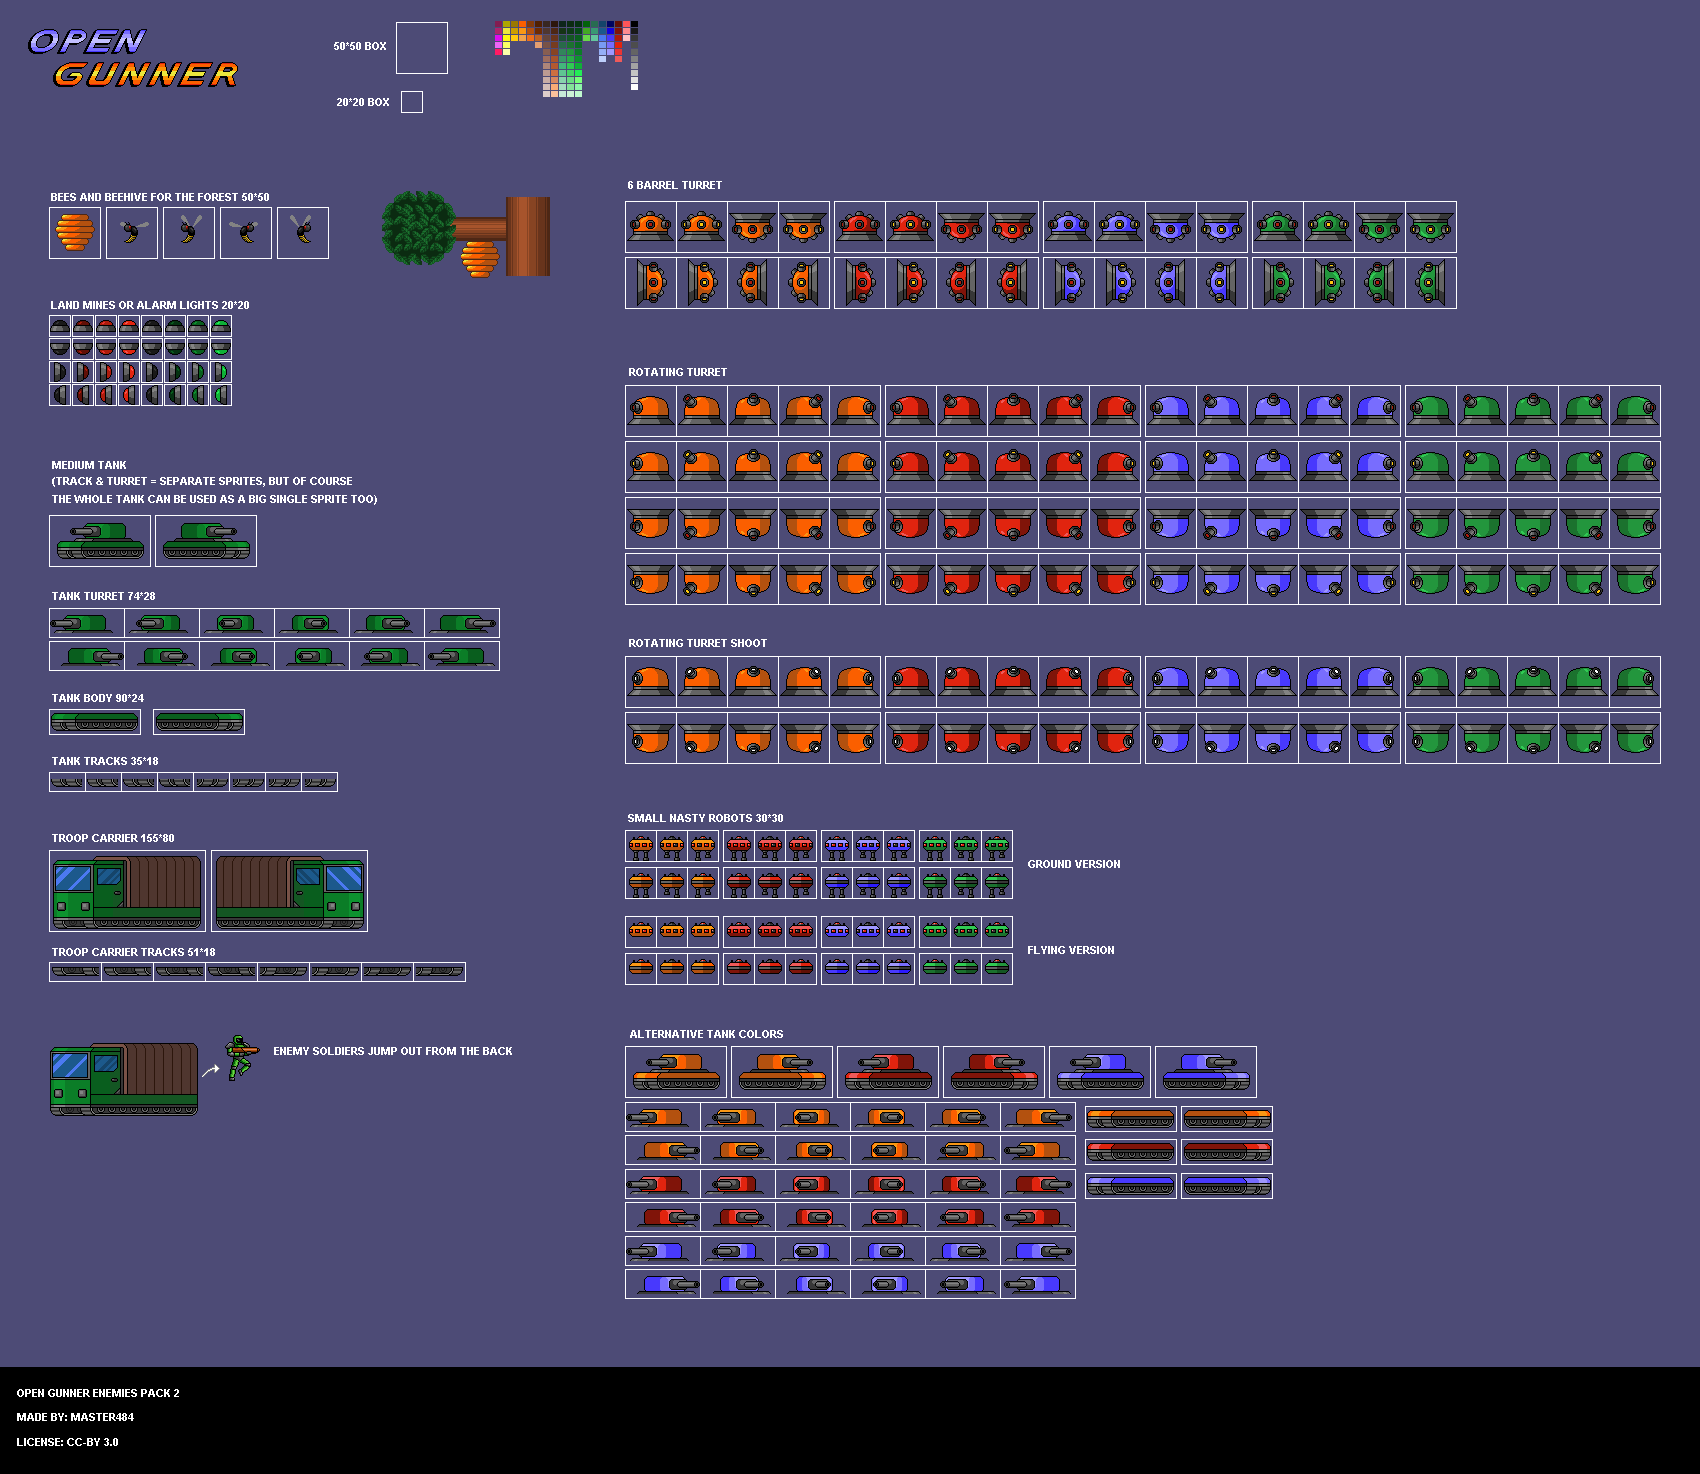 OPEN
GUNNER
50*50 BOX
20*20 BOX
BEES AND BEEHIVE FOR THE FOREST 50*50
LAND MINES OR ALARM LIGHTS 20*20
MEDIUM TANK
(TRACK & TURRET = SEPARATE SPRITES, BUT OF COURSE
THE WHOLE TANK CAN BE USED AS A BIG SINGLE SPRITE TOO)
TANK TURRET 74*28
TANK BODY 90*24
TANK TRACKS 35*18
TROOP CARRIER 155*80
TROOP CARRIER TRACKS 51*18
ENEMY SOLDIERS JUMP OUT FROM THE BACK
6 BARREL TURRET
ROTATING TURRET
ROTATING TURRET SHOOT
SMALL NASTY ROBOTS 30*30
GROUND VERSION
FLYING VERSION
ALTERNATIVE TANK COLORS
OPEN GUNNER ENEMIES PACK 2
MADE BY: MASTER484
LICENSE: CC-BY 3.0